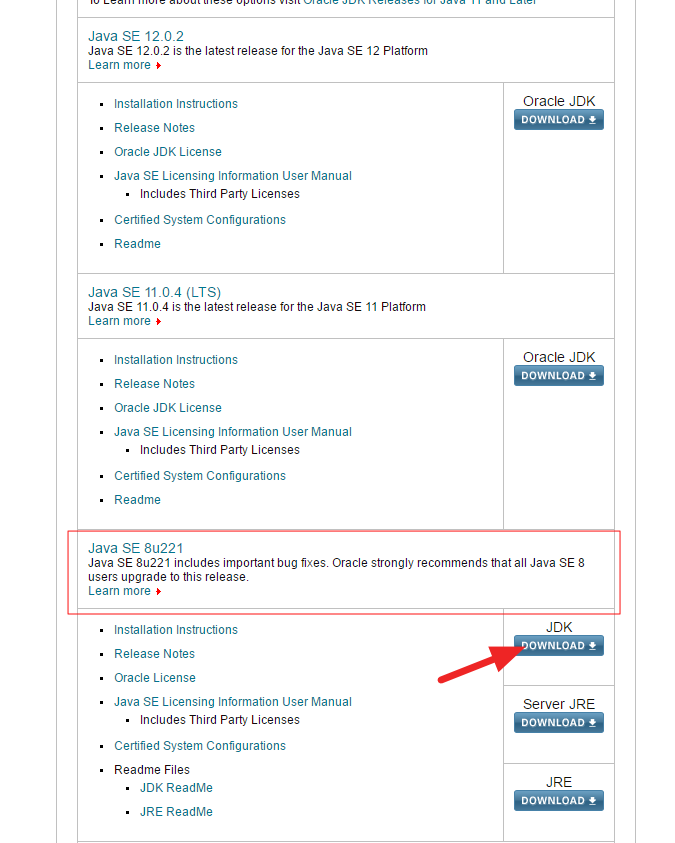 To Learn more about these options visit Oracle JDK Releases for Java 11 and Later
Java SE 12.0.2
Java SE 12.0.2 is the latest release for the Java SE 12 Platform
Learn more
Installation Instructions
Release Notes
Oracle JDK License
Java SE Licensing Information User Manual
Includes Third Party Licenses
Certified System Configurations
Readme
Oracle JDK
DOWNLOAD
Java SE 11.0.4 (LTS)
Java SE 11.0.4 is the latest release for the Java SE 11 Platform
Learn more
Installation Instructions
Release Notes
Oracle JDK License
Java SE Licensing Information User Manual
Includes Third Party Licenses
Certified System Configurations
Readme
Oracle JDK
DOWNLOAD
Java SE 8u221
Java SE 8u221 includes important bug fixes. Oracle strongly recommends that all Java SE 8
users upgrade to this release.
Learn more
Installation Instructions
Release Notes
Oracle License
Java SE Licensing Information User Manual
Includes Third Party Licenses
Certified System Configurations
Readme Files
JDK ReadMe
JRE ReadMe
JDK
DOWNLOAD
Server JRE
DOWNLOAD
JRE
DOWNLOAD